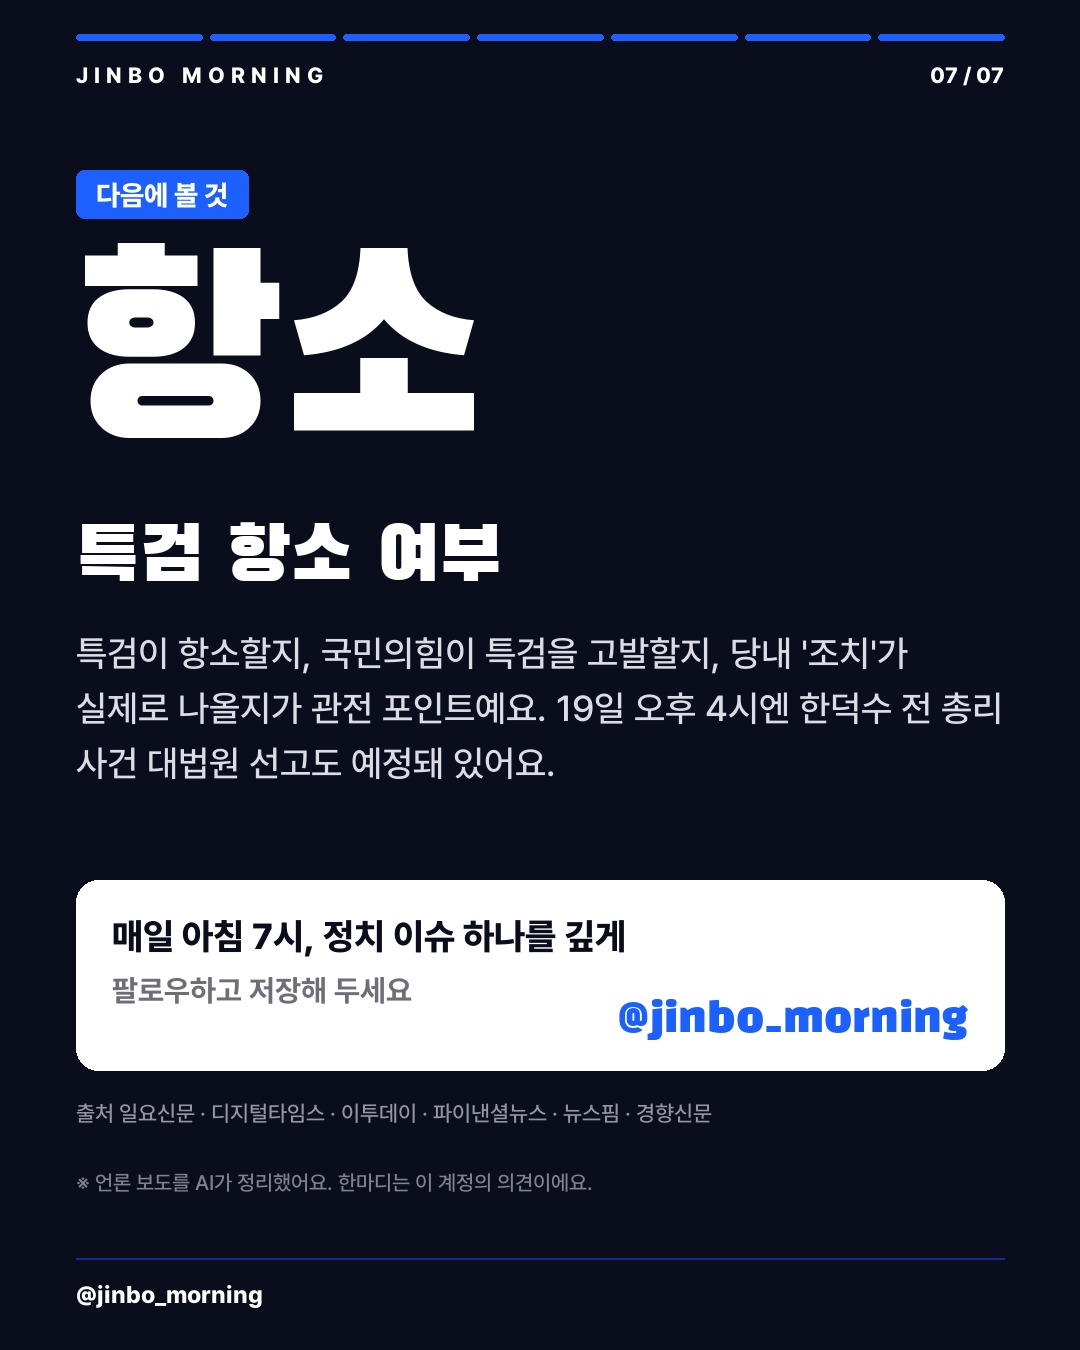 JINBO MORNING
07 / 07
다음에 볼 것
항소
특검 항소 여부
특검이 항소할지, 국민의힘이 특검을 고발할지, 당내 '조치'가
실제로 나올지가 관전 포인트예요. 19일 오후 4시엔 한덕수 전 총리
사건 대법원 선고도 예정돼 있어요.
매일 아침 7시, 정치 이슈 하나를 깊게
팔로우하고 저장해 두세요
@jinbo_morning
출처 일요신문 · 디지털타임스 · 이투데이 · 파이낸셜뉴스 · 뉴스핌 · 경향신문
※ 언론 보도를 AI가 정리했어요. 한마디는 이 계정의 의견이에요.
@jinbo_morning